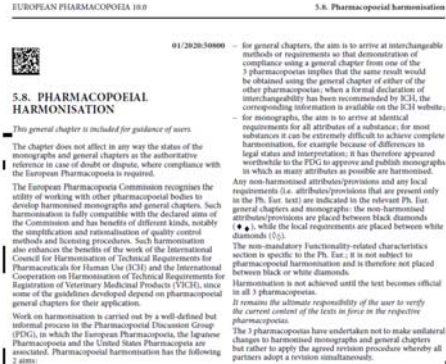 EUROPEAN PHARMACOPOEIA 10.0
5.8. Pharmacopoeial harmonisation
01/2020:50800
5.8. PHARMACOPOEIAL
HARMONISATION
This general chapter is included for guidance of users.
The chapter does not affect in any way the status of the
monographs and general chapters as the authoritative
reference in case of doubt or dispute, where compliance with
the European Pharmacopoeia is required.
The European Pharmacopoeia Commission recognises the
utility of working with other pharmacopoeial bodies to
develop harmonised monographs and general chapters. Such
harmonisation is fully compatible with the declared aims of
the Commission and has benefits of different kinds, notably
the simplification and rationalisation of quality control
methods and licensing procedures. Such harmonisation
also enhances the benefits of the work of the International
Council for Harmonisation of Technical Requirements for
Pharmaceuticals for Human Use (ICH) and the International
Cooperation on Harmonisation of Technical Requirements for
Registration of Veterinary Medicinal Products (VICH), since
some of the guidelines developed depend on pharmacopoeial
general chapters for their application.
Work on harmonisation is carried out by a well-defined but
informal process in the Pharmacopoeial Discussion Group
(PDG), in which the European Pharmacopoeia, the Japanese
Pharmacopoeia and the United States Pharmacopeia are
associated. Pharmacopoeial harmonisation has the following
2 aims:
– for general chapters, the aim is to arrive at interchangeable
methods or requirements so that demonstration of
compliance using a general chapter from one of the
3 pharmacopoeias implies that the same result would
be obtained using the general chapter of either of the
other pharmacopoeias; when a formal declaration of
interchangeability has been recommended by ICH, the
corresponding information is available on the ICH website;
– for monographs, the aim is to arrive at identical
requirements for all attributes of a substance; for most
substances it can be extremely difficult to achieve complete
harmonisation, for example because of differences in
legal status and interpretation; it has therefore appeared
worthwhile to the PDG to approve and publish monographs
in which as many attributes as possible are harmonised.
Any non-harmonised attributes/provisions and any local
requirements (i.e. attributes/provisions that are present only
in the Ph. Eur. text) are indicated in the relevant Ph. Eur.
general chapters and monographs: the non-harmonised
attributes/provisions are placed between black diamonds
(♦ ♦), while the local requirements are placed between white
diamonds (◊◊).
The non-mandatory Functionality-related characteristics
section is specific to the Ph. Eur.; it is not subject to
pharmacopoeial harmonisation and is therefore not placed
between black or white diamonds.
Harmonisation is not achieved until the text becomes official
in all 3 pharmacopoeias.
It remains the ultimate responsibility of the user to verify
the current content of the texts in force in the respective
pharmacopoeias.
The 3 pharmacopoeias have undertaken not to make unilateral
changes to harmonised monographs and general chapters
but rather to apply the agreed revision procedure whereby all
partners adopt a revision simultaneously.